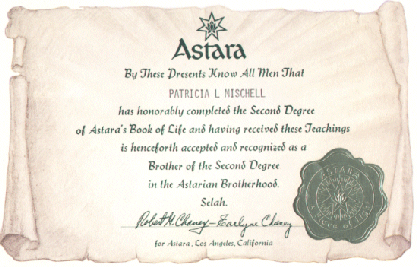 Astara
By These Presents Know All Men That
PATRICIA L NISCHELL
has honorably completed the Second Degree
of Astara's Book of Life and having received these Teachings
is henceforth accepted and recognized as a
Brother of the Second Degree
in the Astarian Brotherhood.
Selah.
Robert G. Chaney - Earlyne Chaney
for Astara, Los Angeles, California
ASTARA